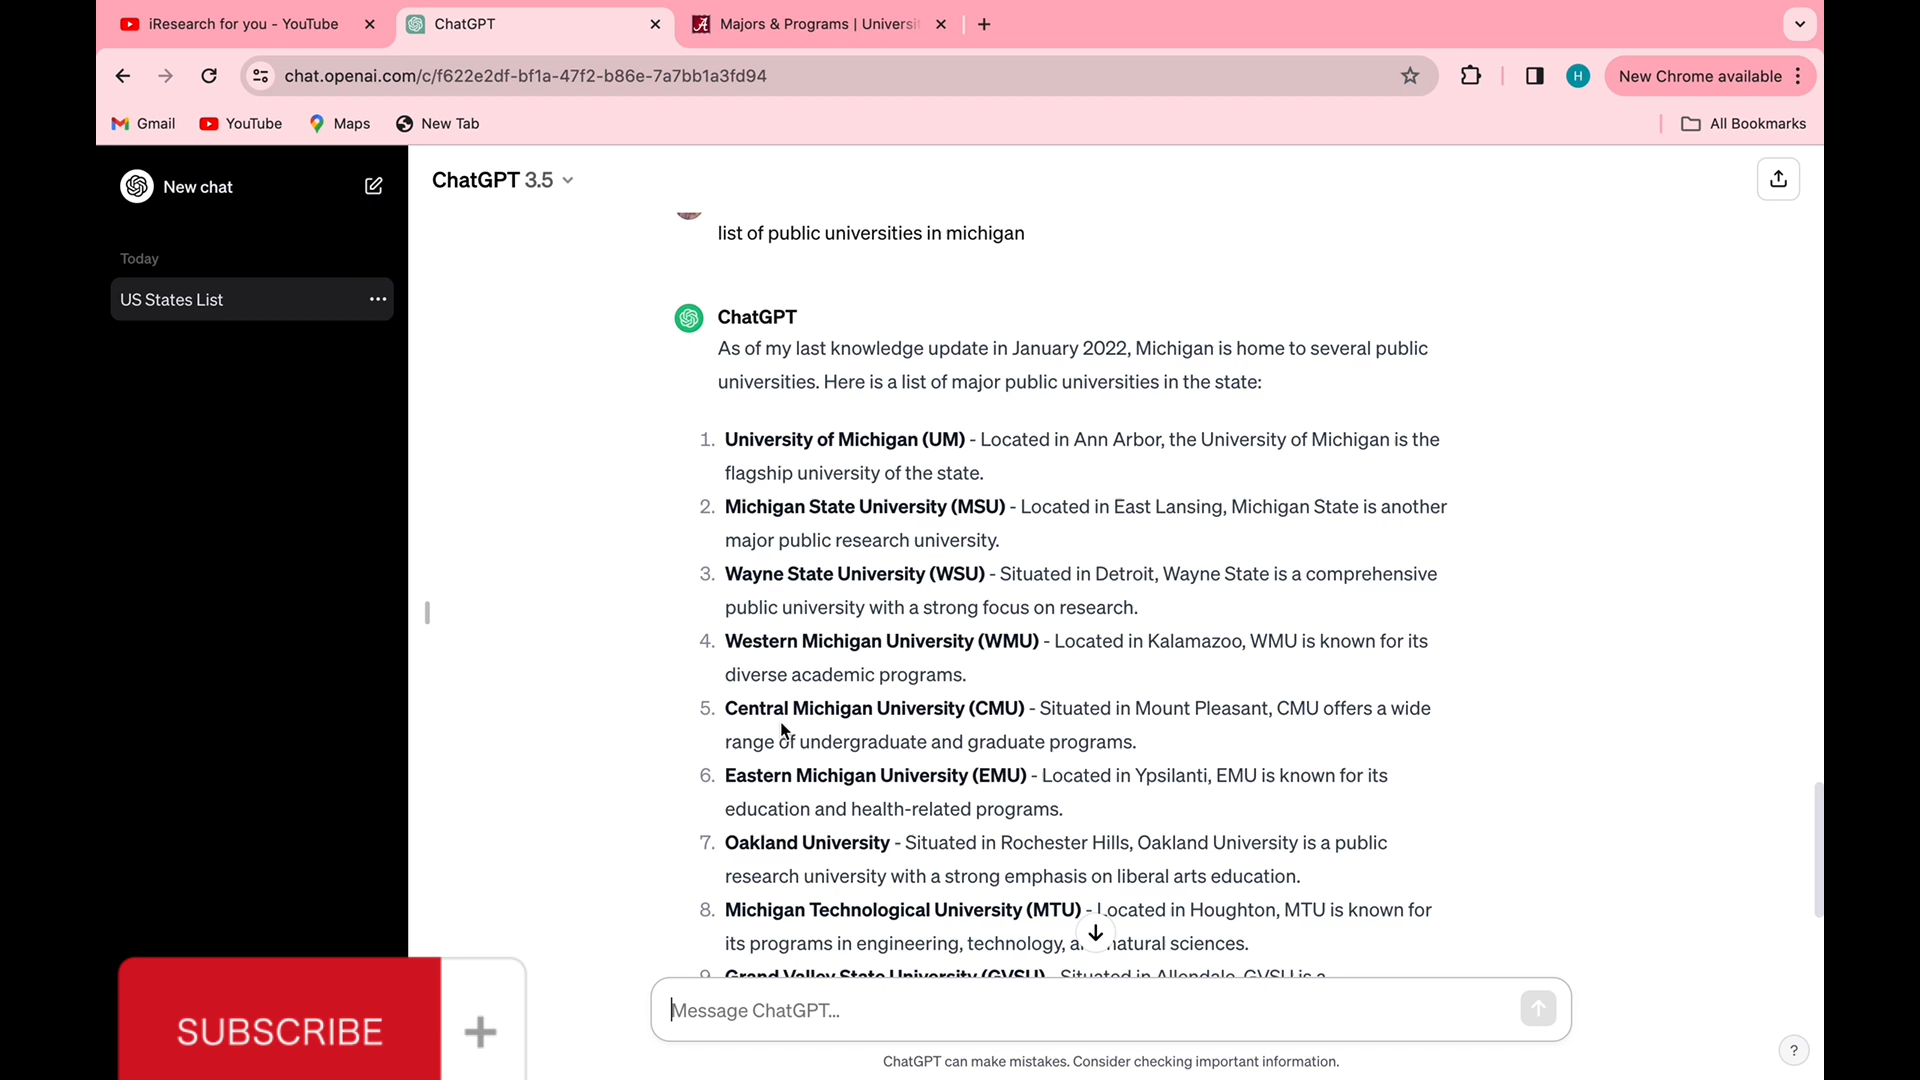 iResearch for you - YouTube
ChatGPT
Majors & Programs | Universi
chat.openai.com/c/f622e2df-bf1a-47f2-b86e-7a7bb1a3fd94
H
New Chrome available
Gmail
YouTube
Maps
New Tab
All Bookmarks
New chat
Today
US States List
ChatGPT 3.5
list of public universities in michigan
ChatGPT
As of my last knowledge update in January 2022, Michigan is home to several public
universities. Here is a list of major public universities in the state:
1. University of Michigan (UM) - Located in Ann Arbor, the University of Michigan is the
flagship university of the state.
2. Michigan State University (MSU) - Located in East Lansing, Michigan State is another
major public research university.
3. Wayne State University (WSU) - Situated in Detroit, Wayne State is a comprehensive
public university with a strong focus on research.
4. Western Michigan University (WMU) - Located in Kalamazoo, WMU is known for its
diverse academic programs.
5. Central Michigan University (CMU) - Situated in Mount Pleasant, CMU offers a wide
range of undergraduate and graduate programs.
6. Eastern Michigan University (EMU) - Located in Ypsilanti, EMU is known for its
education and health-related programs.
7. Oakland University - Situated in Rochester Hills, Oakland University is a public
research university with a strong emphasis on liberal arts education.
8. Michigan Technological University (MTU) - Located in Houghton, MTU is known for
its programs in engineering, technology, a natural sciences.
9. Grand Valley State University (GVSU) - Situated in Allendale, GVSU is a
Message ChatGPT...
ChatGPT can make mistakes. Consider checking important information.
?
SUBSCRIBE +